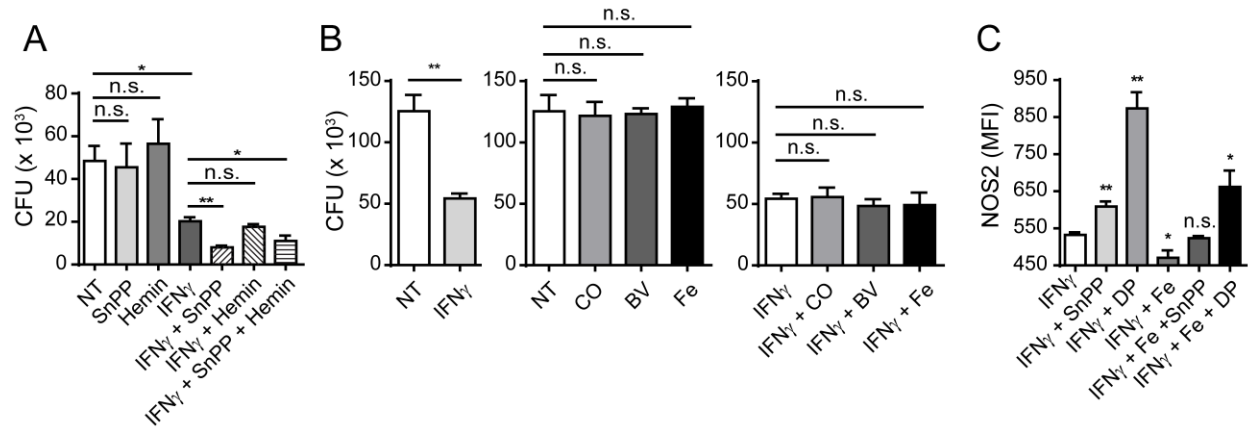 A
CFU (x 10³)
80
60
40
20
0
*
n.s.
n.s.
*
n.s.
**
NT
SnPP
Hemin
IFNγ
IFNγ + SnPP
IFNγ + Hemin
IFNγ + SnPP + Hemin
B
CFU (x 10³)
150
100
50
0
**
NT
IFNγ
150
100
50
0
n.s.
n.s.
n.s.
NT
CO
BV
Fe
150
100
50
0
n.s.
n.s.
n.s.
IFNγ
IFNγ + CO
IFNγ + BV
IFNγ + Fe
C
NOS2 (MFI)
950
850
750
650
550
450
**
**
*
n.s.
*
IFNγ
IFNγ + SnPP
IFNγ + DP
IFNγ + Fe
IFNγ + Fe +SnPP
IFNγ + Fe + DP